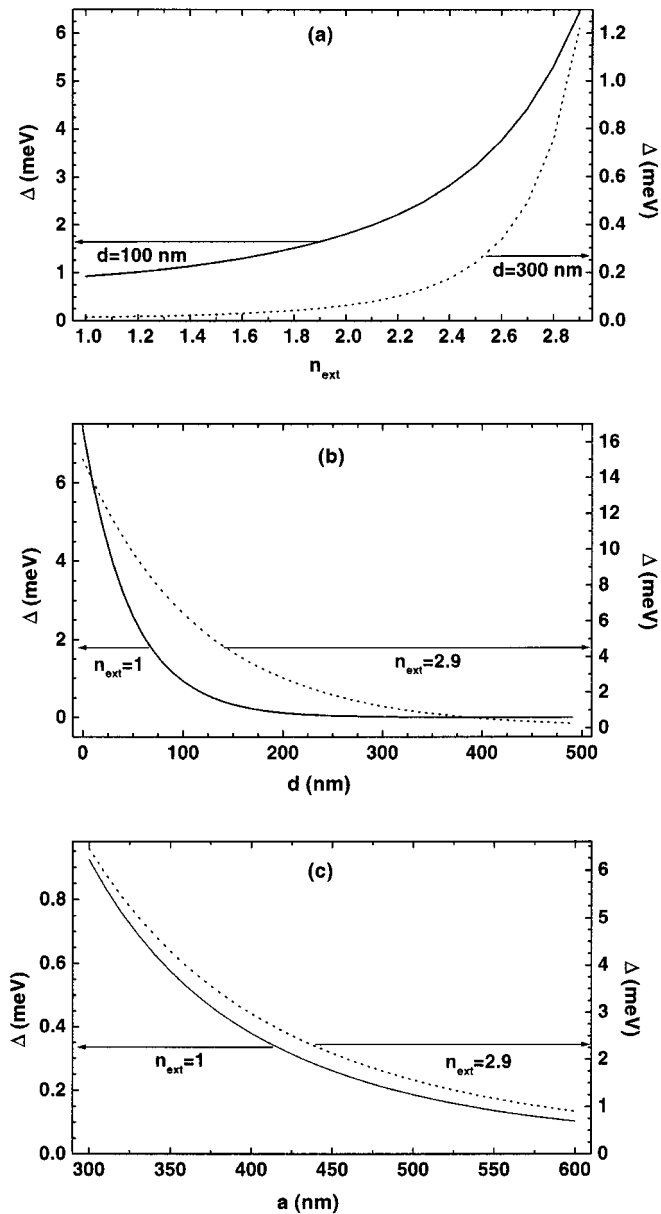 (a)
6
5
4
3
2
1
0
Δ (meV)
1.2
1.0
0.8
0.6
0.4
0.2
0.0
Δ (meV)
d=100 nm
d=300 nm
1.0 1.2 1.4 1.6 1.8 2.0 2.2 2.4 2.6 2.8
n_ext
(b)
6
4
2
0
Δ (meV)
16
14
12
10
8
6
4
2
0
Δ (meV)
n_ext=1
n_ext=2.9
0 100 200 300 400 500
d (nm)
(c)
0.8
0.6
0.4
0.2
0.0
Δ (meV)
6
5
4
3
2
1
0
Δ (meV)
n_ext=1
n_ext=2.9
300 350 400 450 500 550 600
a (nm)